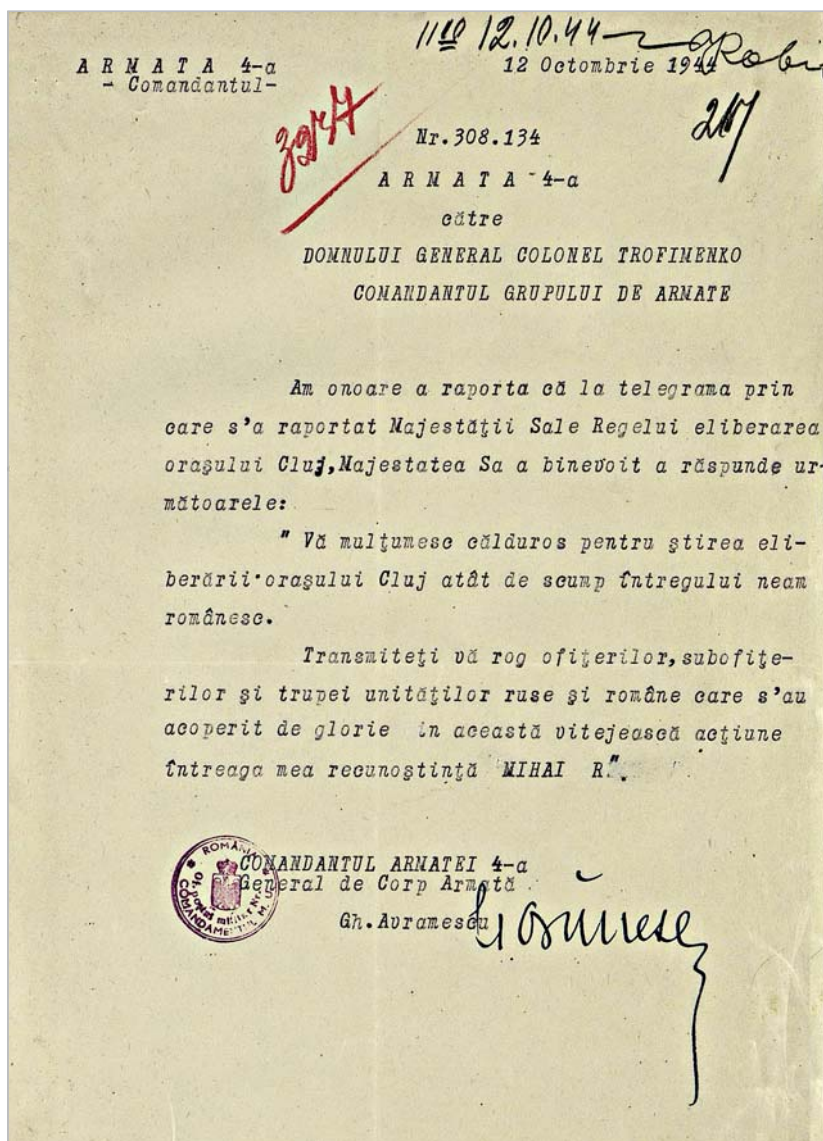 1110 12.10.44
A R M A T A 4-a
- Comandantul-
12 Octombrie 1944
Nr.308.134
A R M A T A 4-a
către
DOMNULUI GENERAL COLONEL TROFIMENKO
COMANDANTUL GRUPULUI DE ARMATE
Am onoare a raporta că la telegrama prin
care s'a raportat Majestăţii Sale Regelui eliberarea
oraşului Cluj,Majestatea Sa a binevoit a răspunde ur-
mătoarele:
" Vă mulţumesc călduros pentru ştirea eli-
berării oraşului Cluj atât de scump întregului neam
românesc.
Transmiteţi vă rog ofiţerilor,subofiţe-
rilor şi trupei unităţilor ruse şi române care s'au
acoperit de glorie în această vitejească acţiune
întreaga mea recunoştinţă MIHAI R".
COMANDANTUL ARMATEI 4-a
General de Corp Armată
Gh.Avramescu
ROMÂNIA